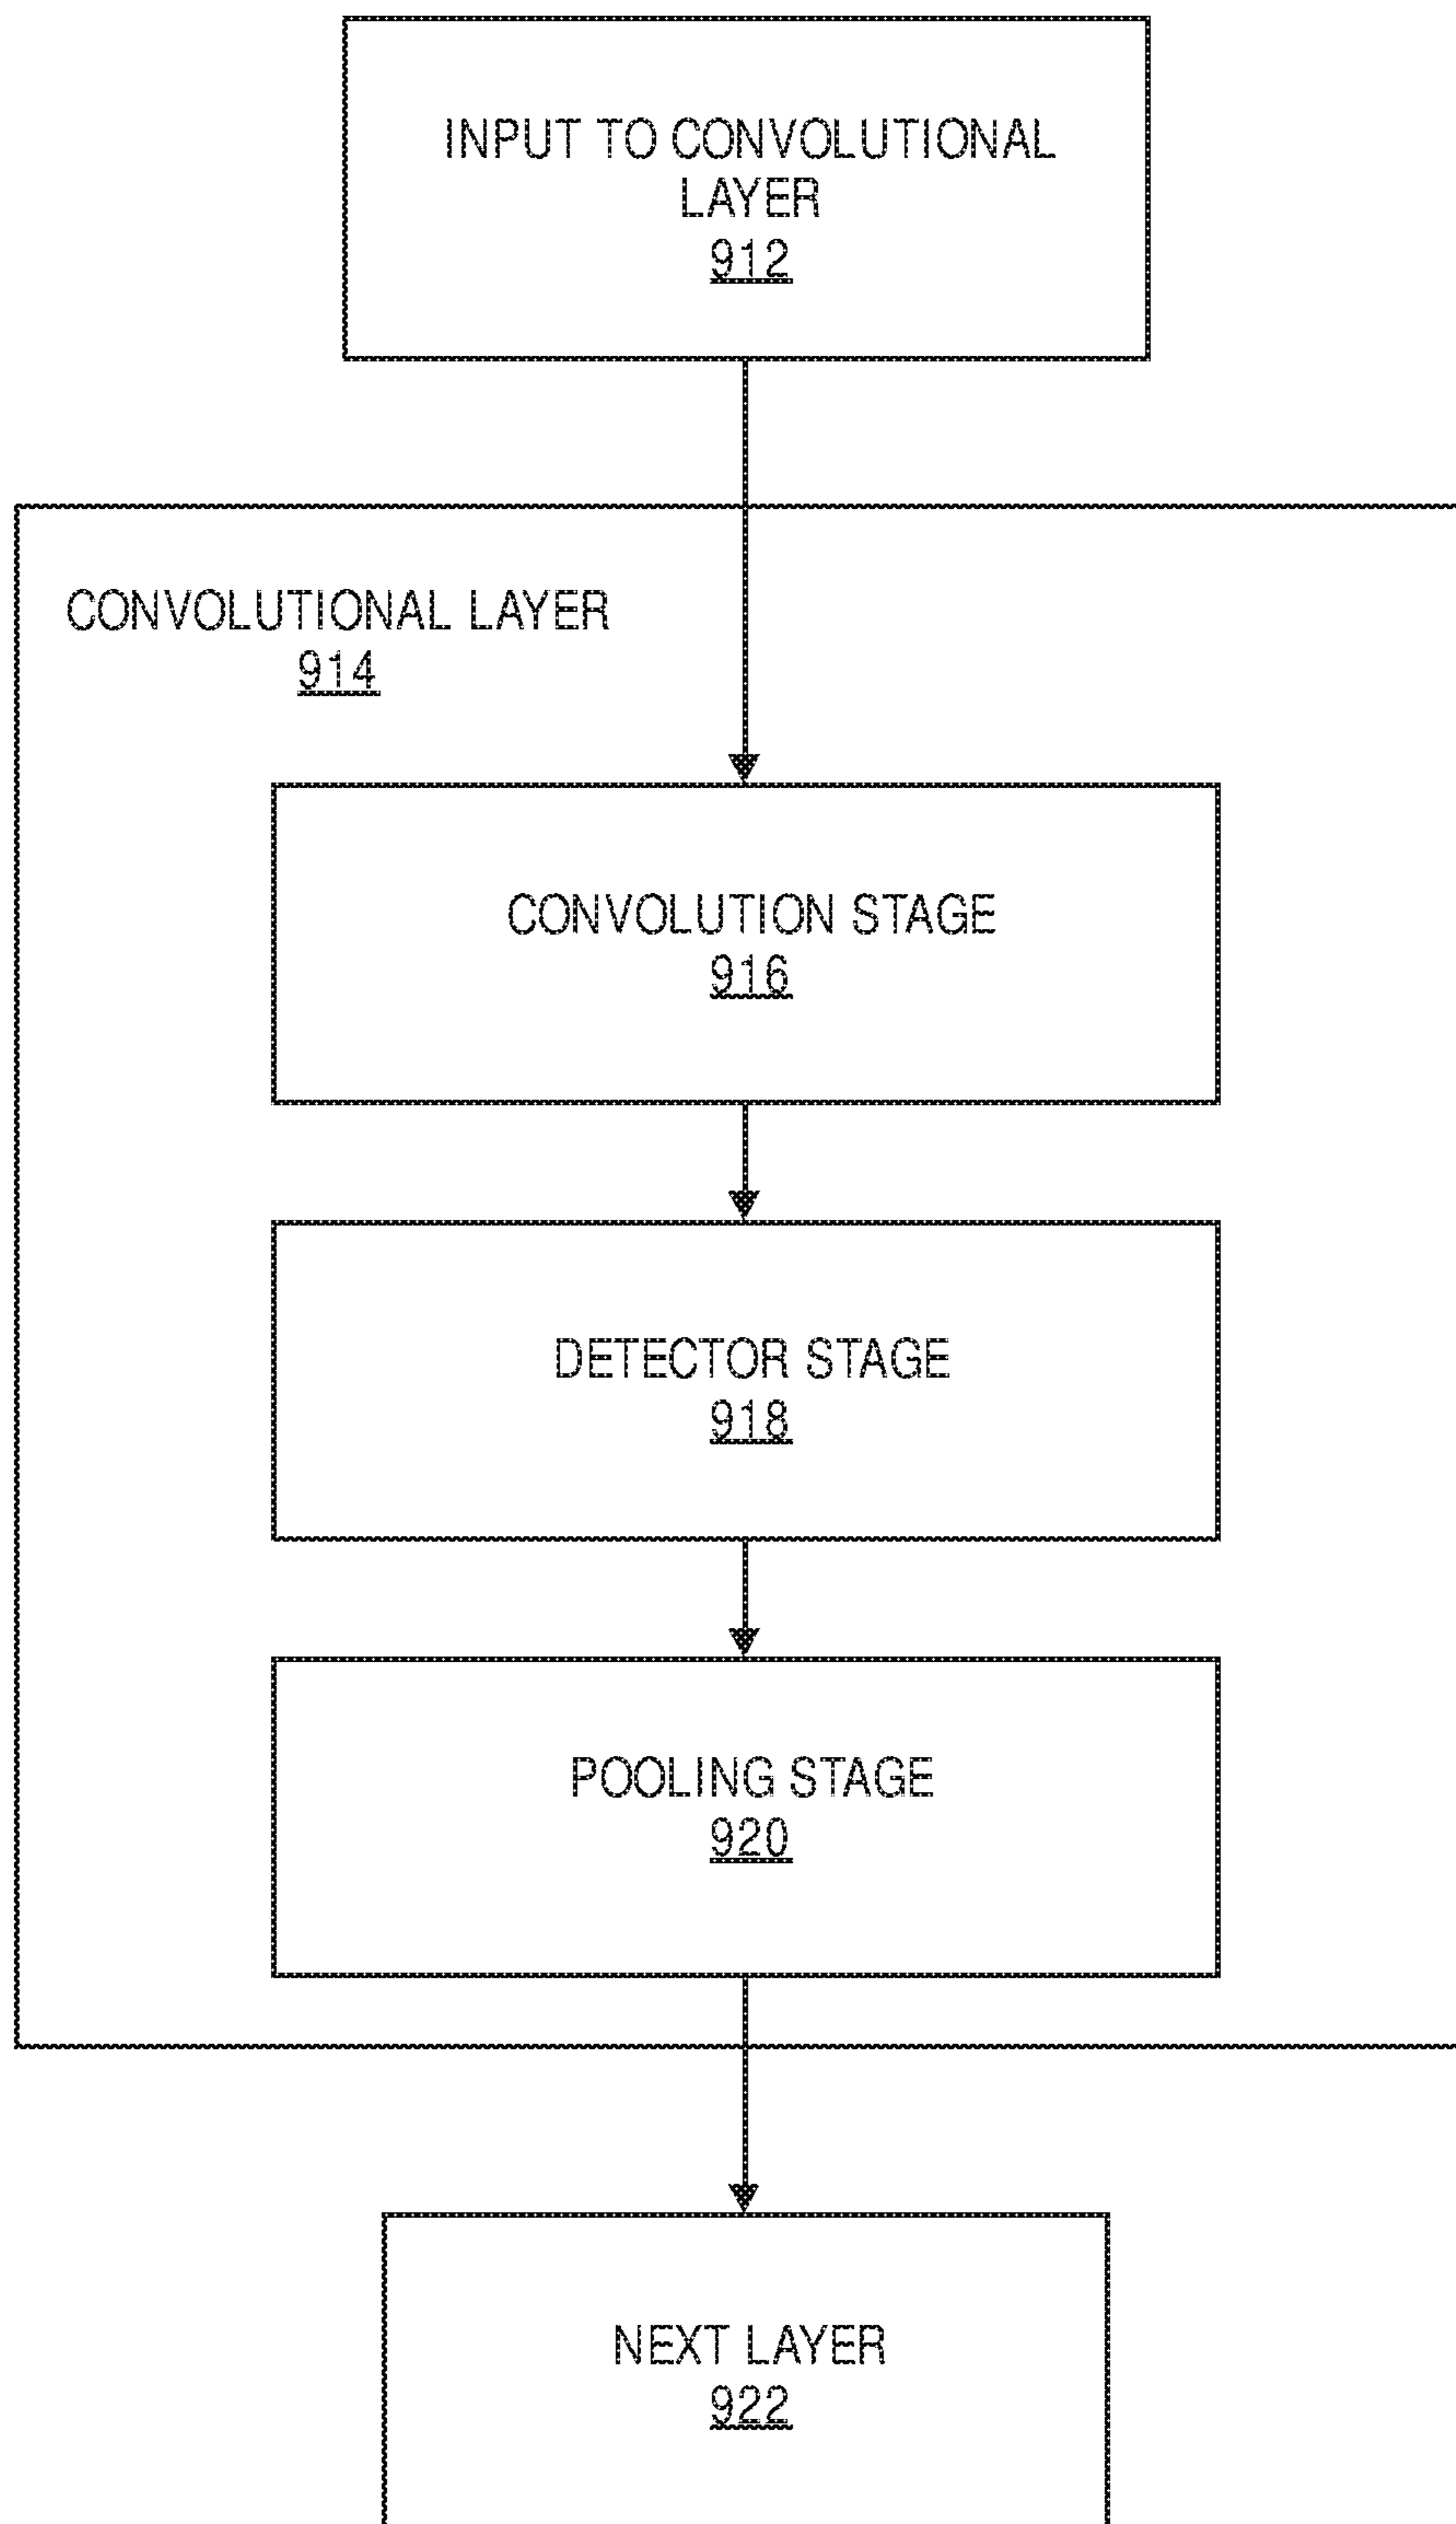 INPUT TO CONVOLUTIONAL
LAYER
912
CONVOLUTIONAL LAYER
914
CONVOLUTION STAGE
916
DETECTOR STAGE
918
POOLING STAGE
920
NEXT LAYER
922